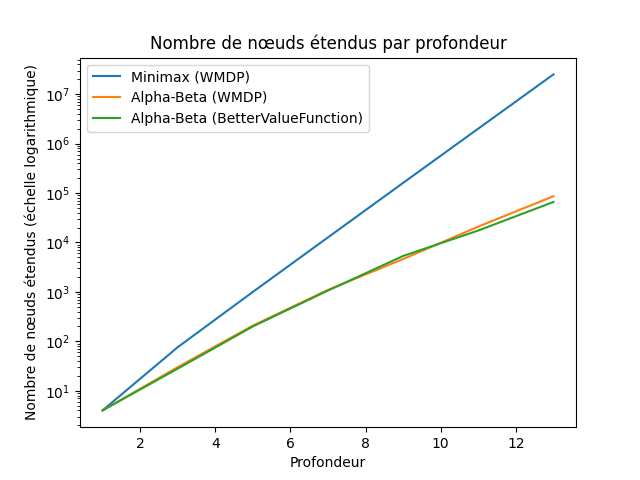 Nombre de nœuds étendus par profondeur
Minimax (WMDP)
Alpha-Beta (WMDP)
Alpha-Beta (BetterValueFunction)
Nombre de nœuds étendus (échelle logarithmique)
10⁷
10⁶
10⁵
10⁴
10³
10²
10¹
2 4 6 8 10 12
Profondeur